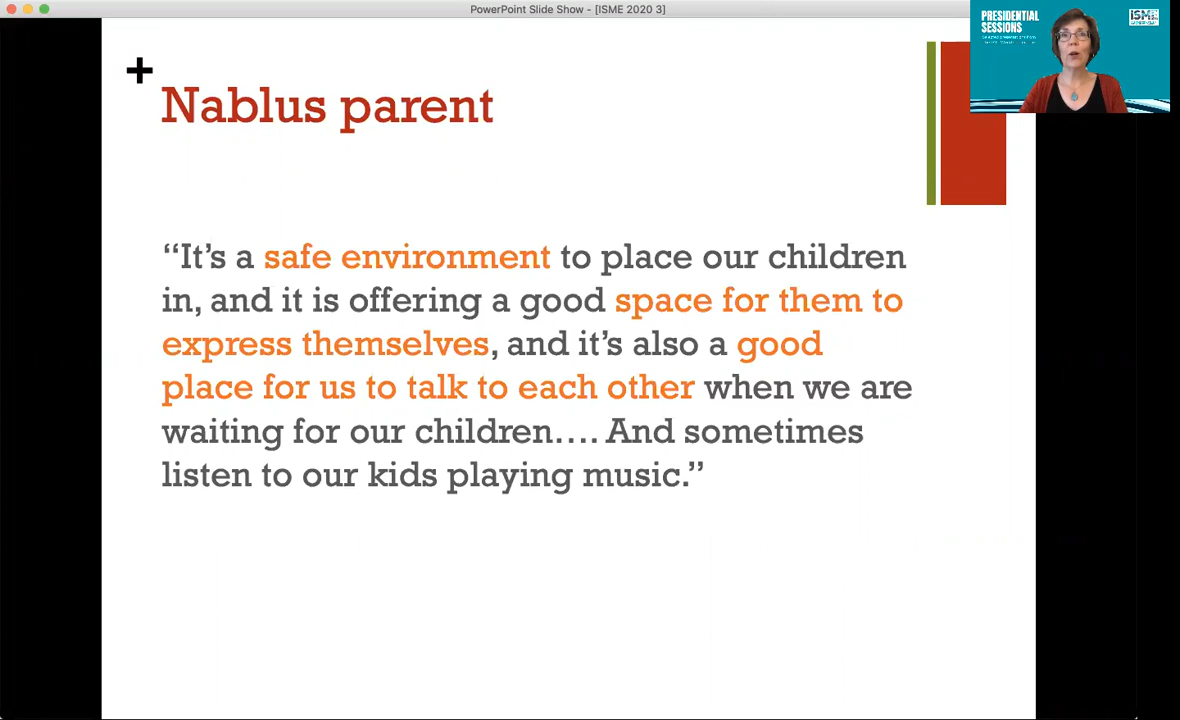 PowerPoint Slide Show - [ISME 2020 3]
PRESIDENTIAL
SESSIONS
ISME
+
Nablus parent
“It’s a safe environment to place our children
in, and it is offering a good space for them to
express themselves, and it’s also a good
place for us to talk to each other when we are
waiting for our children…. And sometimes
listen to our kids playing music.”